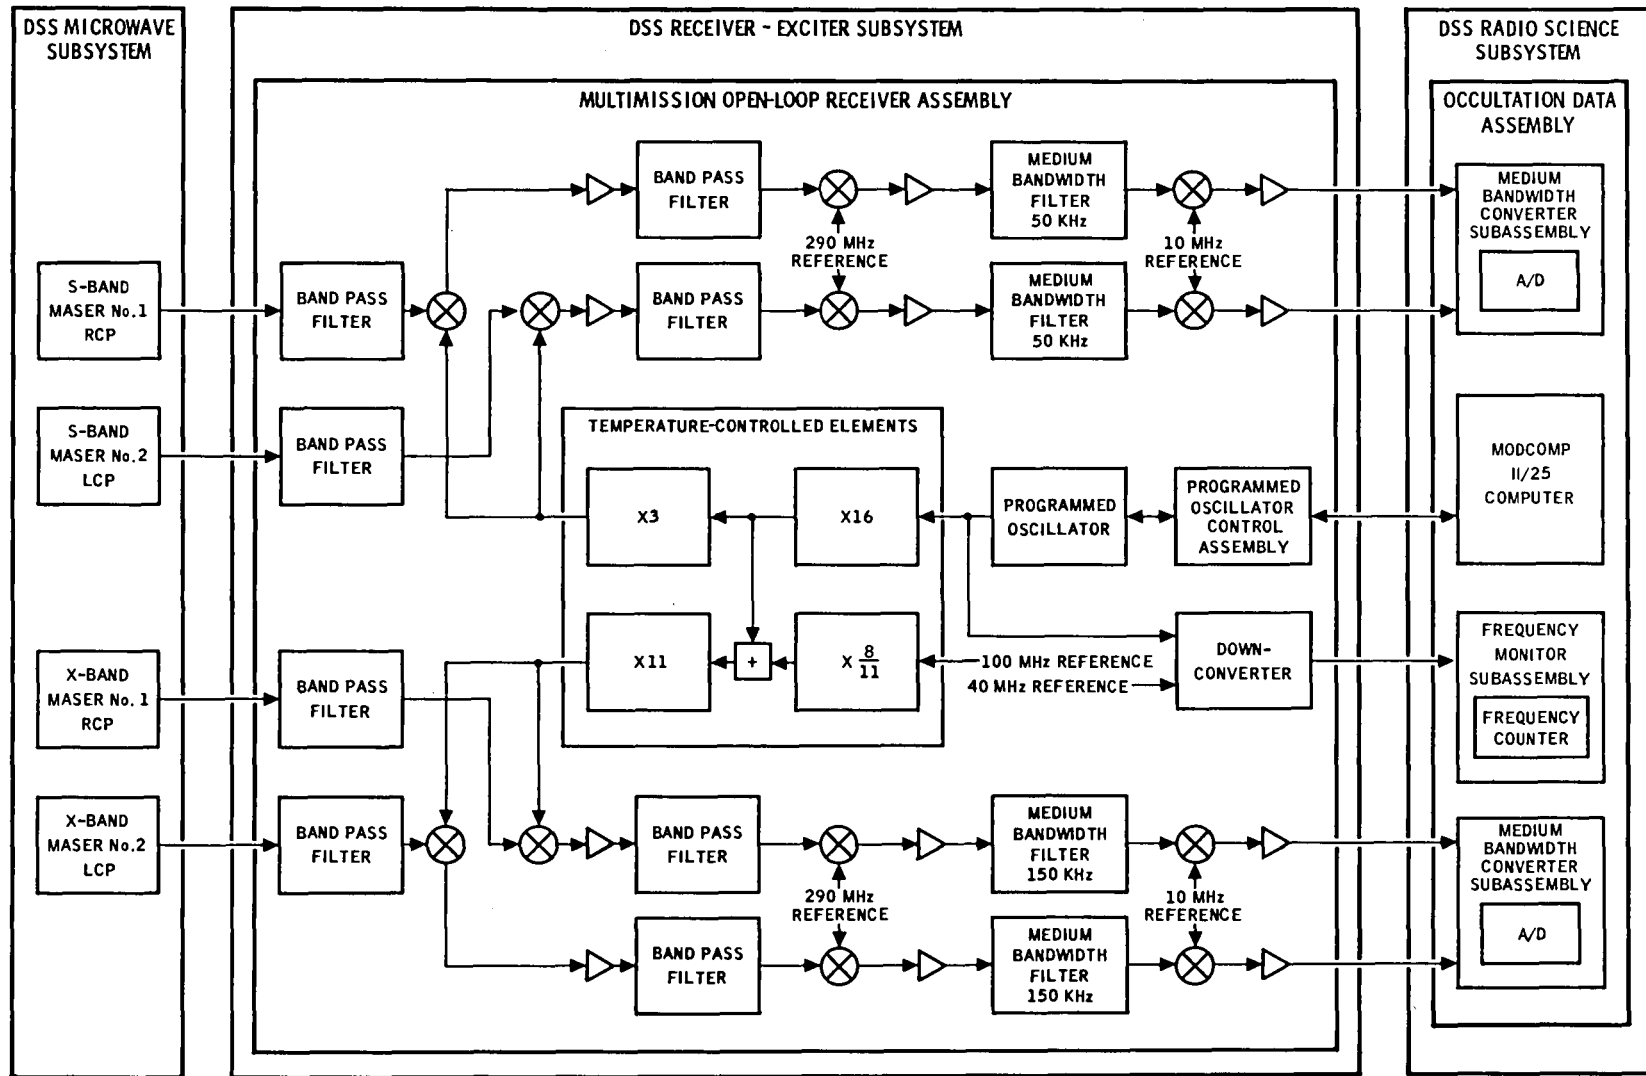 DSS MICROWAVE
SUBSYSTEM
S-BAND
MASER No.1
RCP
S-BAND
MASER No.2
LCP
X-BAND
MASER No.1
RCP
X-BAND
MASER No.2
LCP
DSS RECEIVER - EXCITER SUBSYSTEM
MULTIMISSION OPEN-LOOP RECEIVER ASSEMBLY
BAND PASS
FILTER
MEDIUM
BANDWIDTH
FILTER
50 KHz
290 MHz
REFERENCE
10 MHz
REFERENCE
BAND PASS
FILTER
BAND PASS
FILTER
MEDIUM
BANDWIDTH
FILTER
50 KHz
BAND PASS
FILTER
TEMPERATURE-CONTROLLED ELEMENTS
X3
X16
PROGRAMMED
OSCILLATOR
PROGRAMMED
OSCILLATOR
CONTROL
ASSEMBLY
X11
+
X 8/11
100 MHz REFERENCE
40 MHz REFERENCE
DOWN-
CONVERTER
BAND PASS
FILTER
BAND PASS
FILTER
BAND PASS
FILTER
MEDIUM
BANDWIDTH
FILTER
150 KHz
290 MHz
REFERENCE
10 MHz
REFERENCE
BAND PASS
FILTER
MEDIUM
BANDWIDTH
FILTER
150 KHz
DSS RADIO SCIENCE
SUBSYSTEM
OCCULTATION DATA
ASSEMBLY
MEDIUM
BANDWIDTH
CONVERTER
SUBASSEMBLY
A/D
MODCOMP
II/25
COMPUTER
FREQUENCY
MONITOR
SUBASSEMBLY
FREQUENCY
COUNTER
MEDIUM
BANDWIDTH
CONVERTER
SUBASSEMBLY
A/D